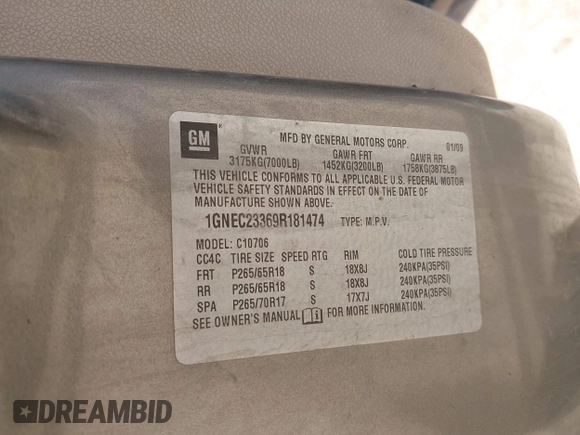 GM
MFD BY GENERAL MOTORS CORP. 01/09
GVWR GAWR FRT GAWR RR
3175KG(7000LB) 1452KG(3200LB) 1758KG(3875LB)
THIS VEHICLE CONFORMS TO ALL APPLICABLE U.S. FEDERAL MOTOR
VEHICLE SAFETY STANDARDS IN EFFECT ON THE DATE OF
MANUFACTURE SHOWN ABOVE.
1GNEC23369R181474 TYPE: M.P.V.
MODEL: C10706
CC4C TIRE SIZE SPEED RTG RIM COLD TIRE PRESSURE
FRT P265/65R18 S 18X8J 240KPA(35PSI)
RR P265/65R18 S 18X8J 240KPA(35PSI)
SPA P265/70R17 S 17X7J 240KPA(35PSI)
SEE OWNER'S MANUAL i FOR MORE INFORMATION.
DREAMBID